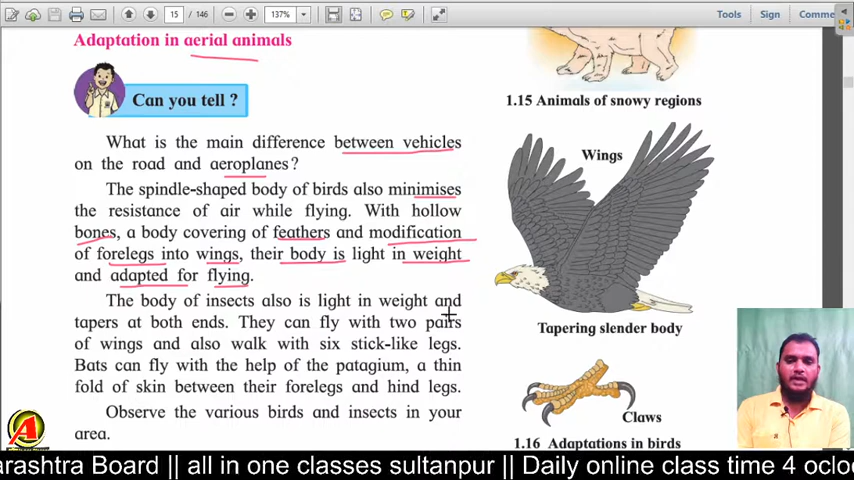 15 / 146
137%
Tools
Sign
Comme
Adaptation in aerial animals
Can you tell ?
What is the main difference between vehicles
on the road and aeroplanes?
The spindle-shaped body of birds also minimises
the resistance of air while flying. With hollow
bones, a body covering of feathers and modification
of forelegs into wings, their body is light in weight
and adapted for flying.
The body of insects also is light in weight and
tapers at both ends. They can fly with two pairs
of wings and also walk with six stick-like legs.
Bats can fly with the help of the patagium, a thin
fold of skin between their forelegs and hind legs.
Observe the various birds and insects in your
area.
1.15 Animals of snowy regions
Wings
Tapering slender body
Claws
1.16 Adaptations in birds
A
arashtra Board || all in one classes sultanpur || Daily online class time 4 oclo